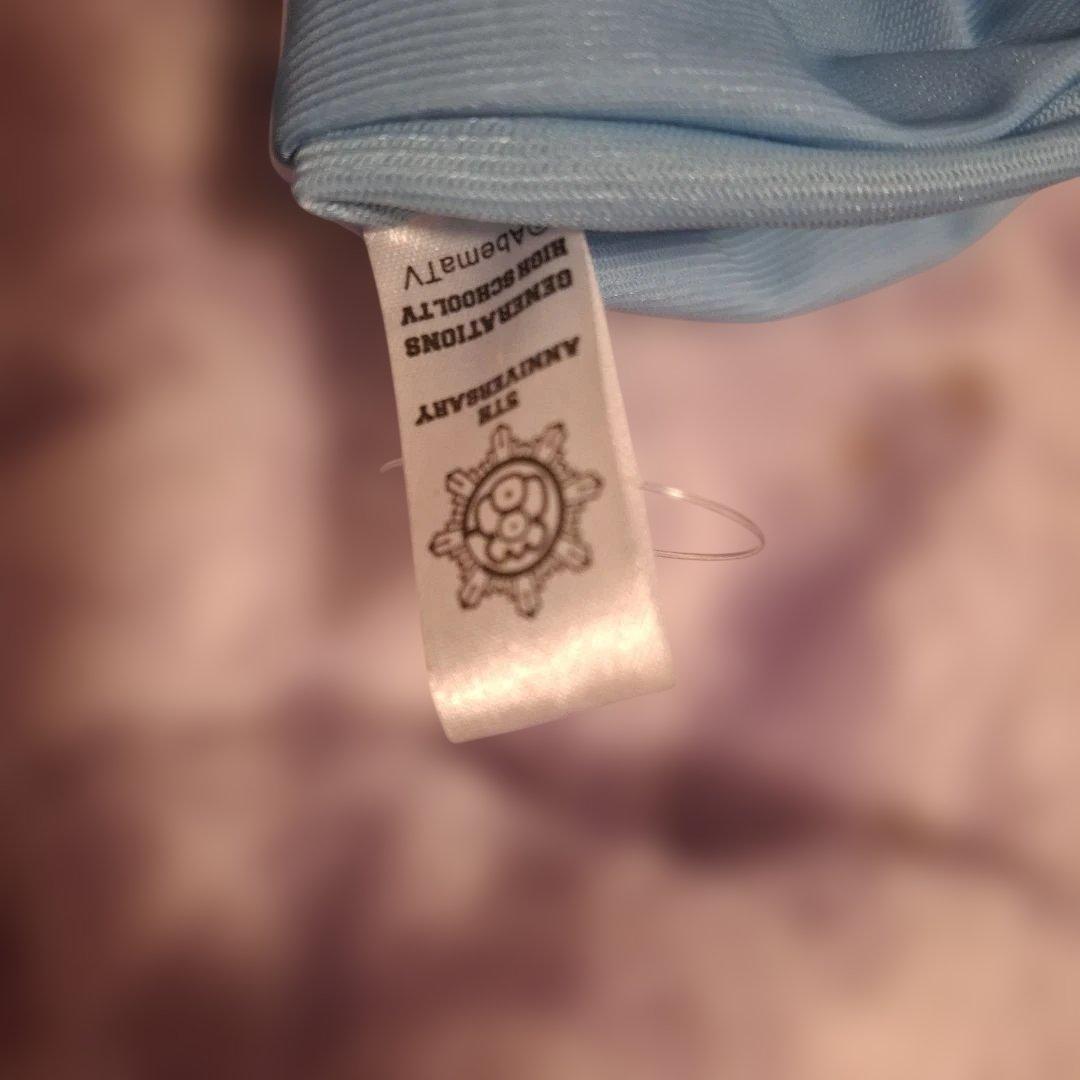 5TH
ANNIVERSARY
GENERATIONS
HIGH SCHOOL TV
©AbemaTV